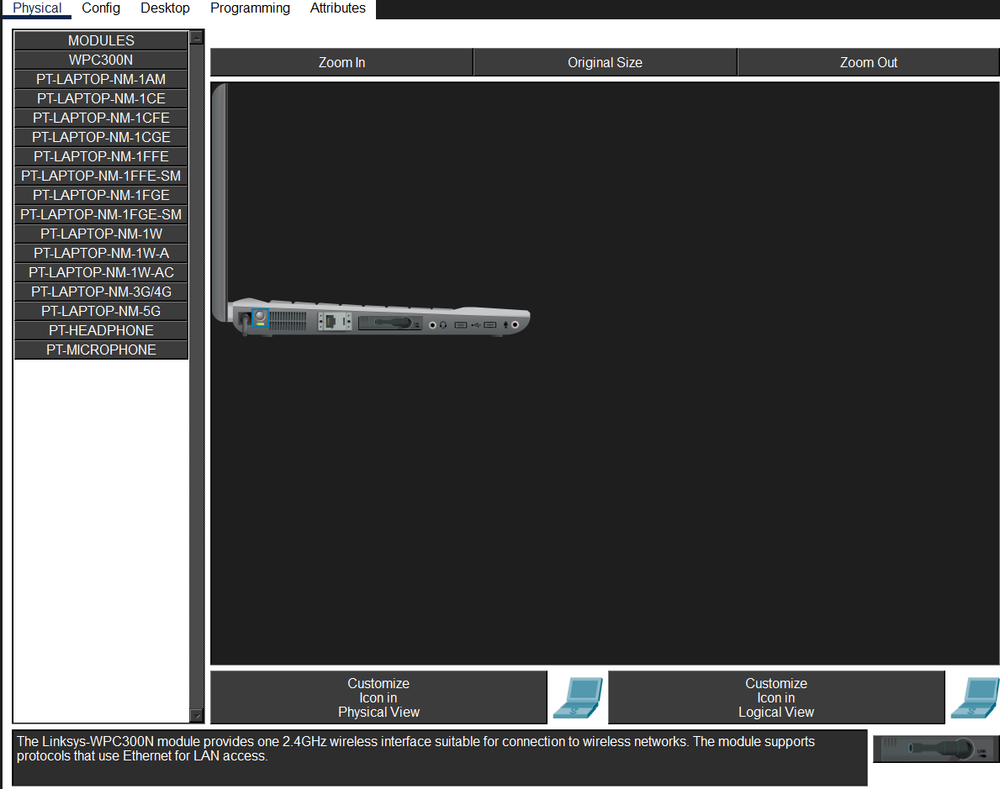 Physical Config Desktop Programming Attributes
MODULES
WPC300N
PT-LAPTOP-NM-1AM
PT-LAPTOP-NM-1CE
PT-LAPTOP-NM-1CFE
PT-LAPTOP-NM-1CGE
PT-LAPTOP-NM-1FFE
PT-LAPTOP-NM-1FFE-SM
PT-LAPTOP-NM-1FGE
PT-LAPTOP-NM-1FGE-SM
PT-LAPTOP-NM-1W
PT-LAPTOP-NM-1W-A
PT-LAPTOP-NM-1W-AC
PT-LAPTOP-NM-3G/4G
PT-LAPTOP-NM-5G
PT-HEADPHONE
PT-MICROPHONE
Zoom In Original Size Zoom Out
Customize
Icon in
Physical View
Customize
Icon in
Logical View
The Linksys-WPC300N module provides one 2.4GHz wireless interface suitable for connection to wireless networks. The module supports
protocols that use Ethernet for LAN access.
LINK